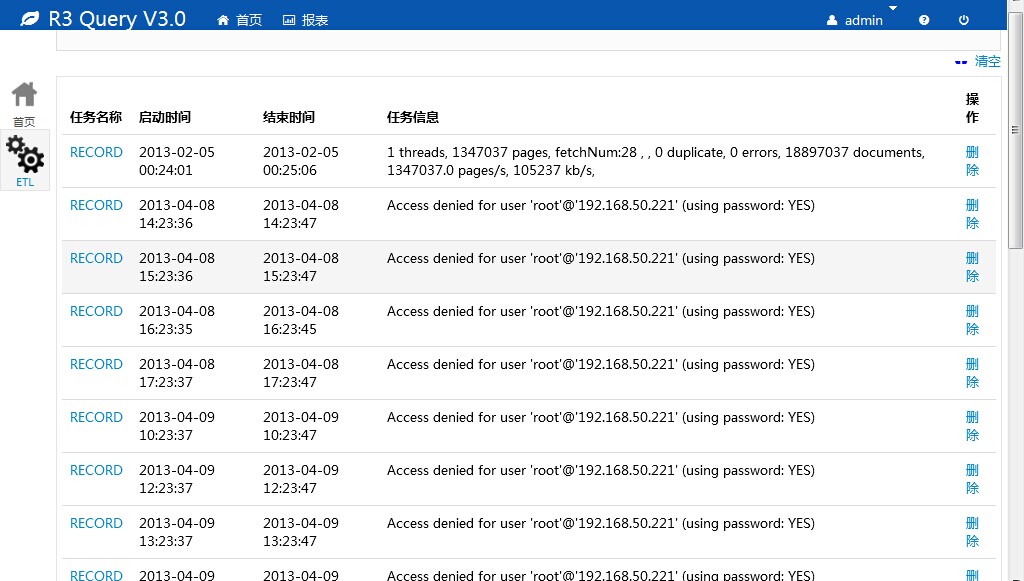 R3 Query V3.0 首页 报表 admin
清空
首页
ETL
任务名称 启动时间 结束时间 任务信息 操作
RECORD 2013-02-05 2013-02-05 1 threads, 1347037 pages, fetchNum:28 , , 0 duplicate, 0 errors, 18897037 documents, 删
00:24:01 00:25:06 1347037.0 pages/s, 105237 kb/s, 除
RECORD 2013-04-08 2013-04-08 Access denied for user 'root'@'192.168.50.221' (using password: YES) 删
14:23:36 14:23:47 除
RECORD 2013-04-08 2013-04-08 Access denied for user 'root'@'192.168.50.221' (using password: YES) 删
15:23:36 15:23:47 除
RECORD 2013-04-08 2013-04-08 Access denied for user 'root'@'192.168.50.221' (using password: YES) 删
16:23:35 16:23:45 除
RECORD 2013-04-08 2013-04-08 Access denied for user 'root'@'192.168.50.221' (using password: YES) 删
17:23:37 17:23:47 除
RECORD 2013-04-09 2013-04-09 Access denied for user 'root'@'192.168.50.221' (using password: YES) 删
10:23:37 10:23:47 除
RECORD 2013-04-09 2013-04-09 Access denied for user 'root'@'192.168.50.221' (using password: YES) 删
12:23:37 12:23:47 除
RECORD 2013-04-09 2013-04-09 Access denied for user 'root'@'192.168.50.221' (using password: YES) 删
13:23:37 13:23:47 除
RECORD 2013-04-09 2013-04-09 Access denied for user 'root'@'192.168.50.221' (using password: YES) 删